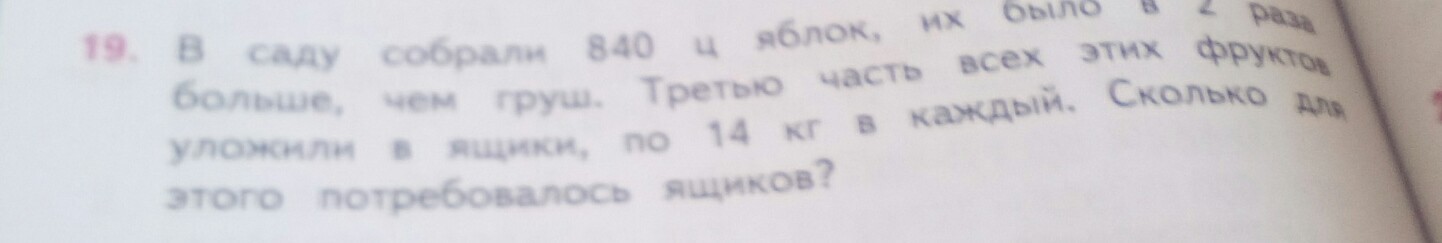 19. В саду собрали 840 ц яблок, их было в 2 раза
больше, чем груш. Третью часть всех этих фруктов
уложили в ящики, по 14 кг в каждый. Сколько для
этого потребовалось ящиков?